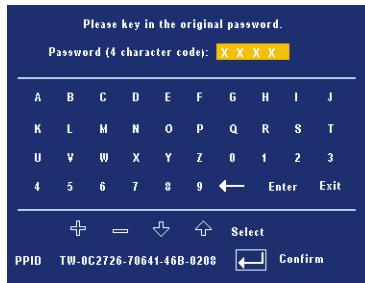 Please key in the original password.
Password (4 character code): X X X X
A B C D E F G H I J
K L M N O P Q R S T
U V W X Y Z 0 1 2 3
4 5 6 7 8 9 ← Enter Exit
Select
PPID TW-0C2726-70641-46B-0208 Confirm